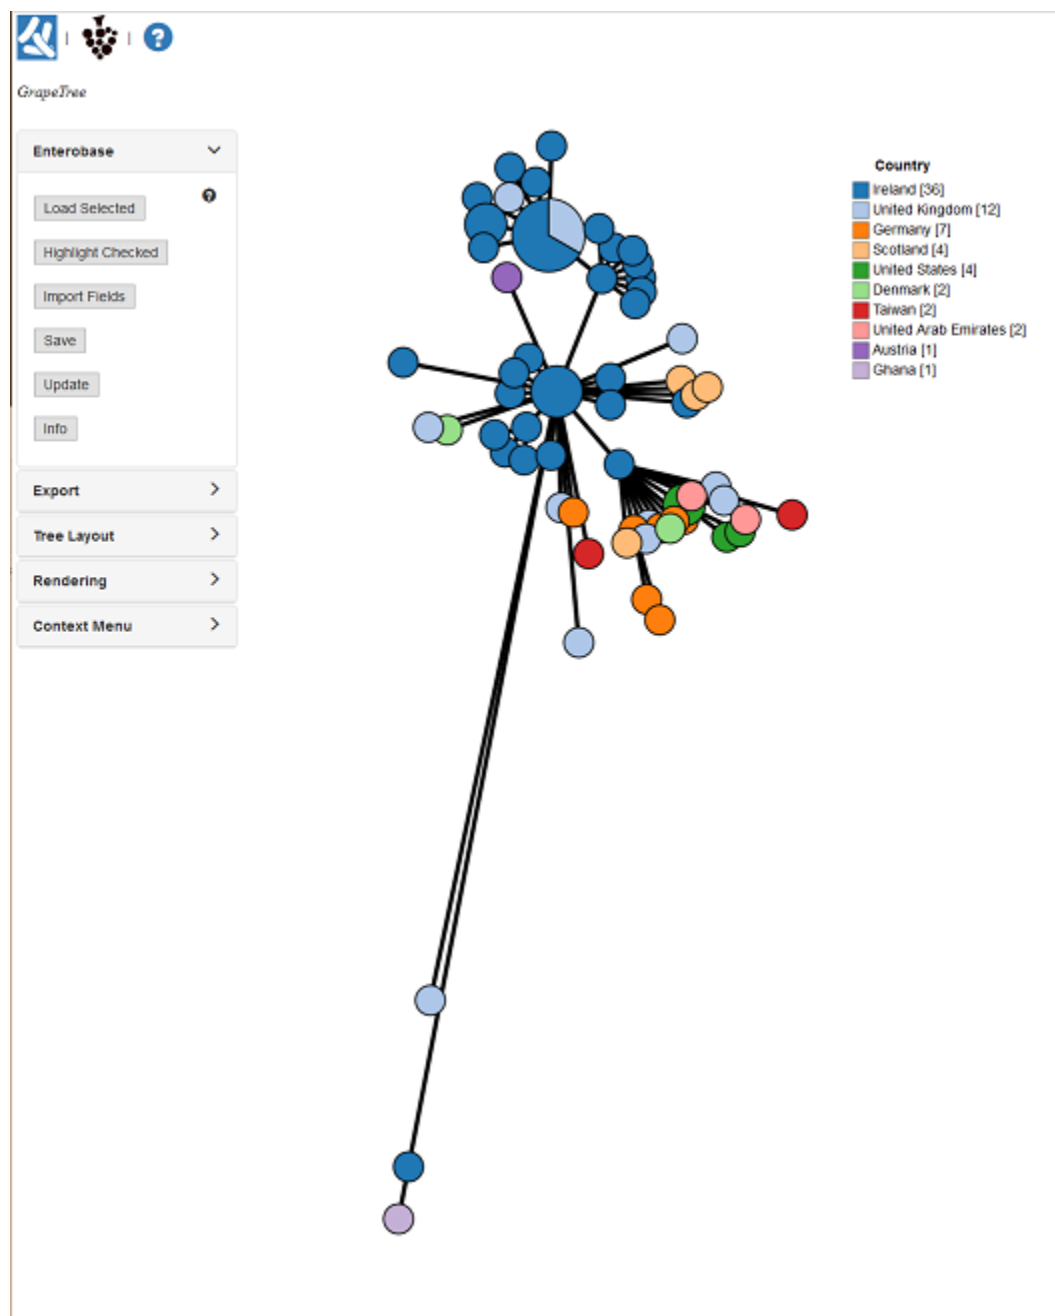 GrapeTree
Enterobase
Load Selected
Highlight Checked
Import Fields
Save
Update
Info
Export
Tree Layout
Rendering
Context Menu
Country
Ireland [36]
United Kingdom [12]
Germany [7]
Scotland [4]
United States [4]
Denmark [2]
Taiwan [2]
United Arab Emirates [2]
Austria [1]
Ghana [1]